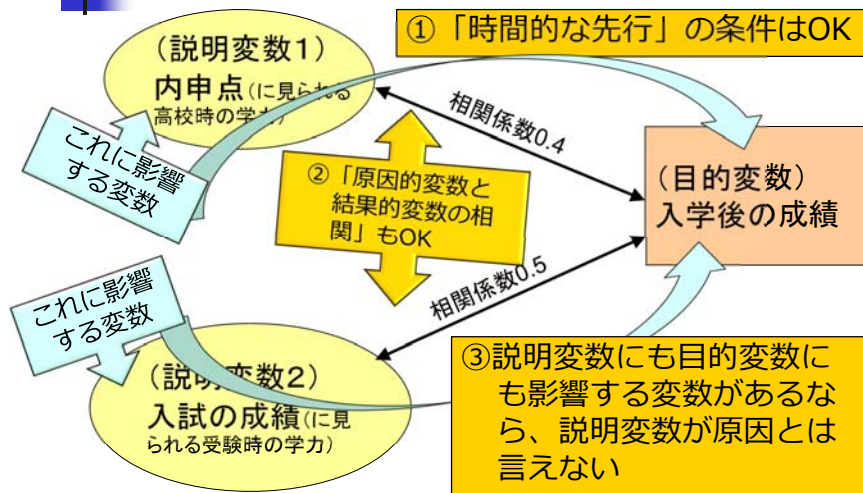 ①「時間的な先行」の条件はOK
(説明変数1)
内申点(に見られる
高校時の学力)
これに影響
する変数
相関係数0.4
②「原因的変数と
結果的変数の相
関」もOK
(目的変数)
入学後の成績
相関係数0.5
これに影響
する変数
(説明変数2)
入試の成績(に見
られる受験時の学力)
③説明変数にも目的変数に
も影響する変数があるな
ら、説明変数が原因とは
言えない